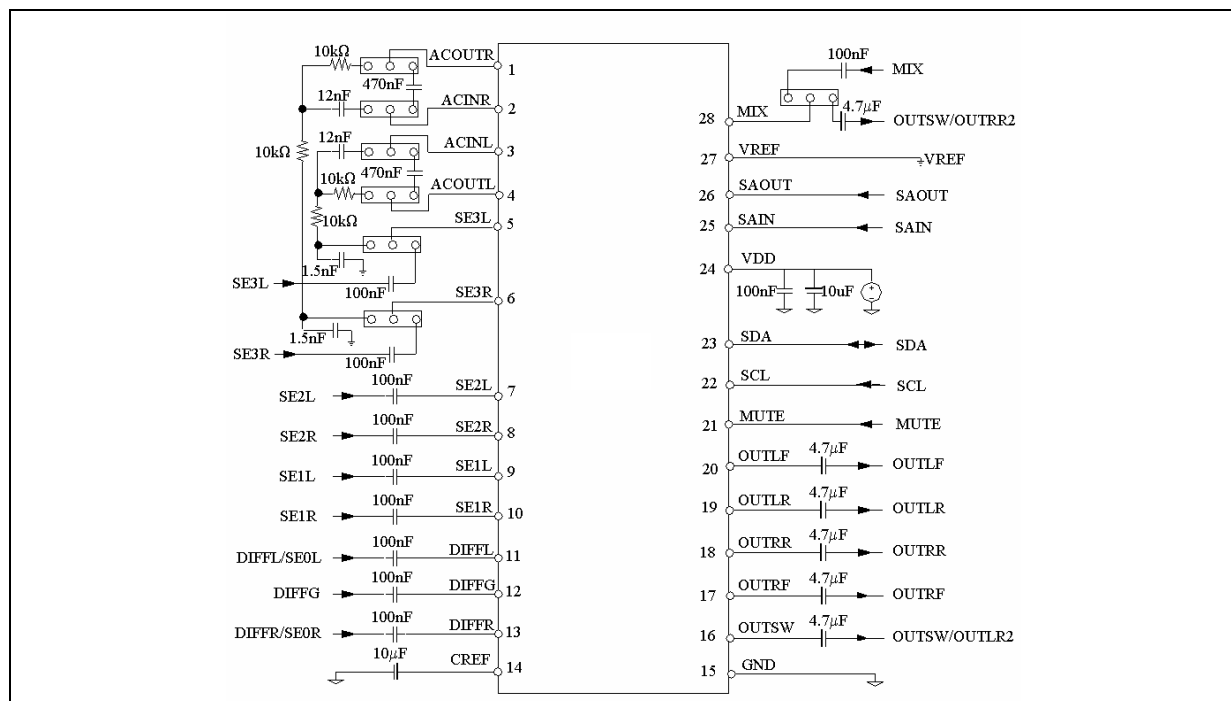 10kΩ
ACOUTR
1
470nF
12nF
ACINR
2
12nF
ACINL
3
10kΩ
470nF
10kΩ
ACOUTL
4
10kΩ
SE3L
5
1.5nF
SE3L
100nF
SE3R
6
1.5nF
SE3R
100nF
SE2L
100nF
SE2L
7
SE2R
100nF
SE2R
8
SE1L
100nF
SE1L
9
SE1R
100nF
SE1R
10
DIFFL/SE0L
100nF
DIFFL
11
DIFFG
100nF
DIFFG
12
DIFFR/SE0R
100nF
DIFFR
13
10μF
CREF
14
100nF
MIX
28
MIX
4.7μF
OUTSW/OUTRR2
27
VREF
VREF
26
SAOUT
SAOUT
25
SAIN
SAIN
24
VDD
100nF
10uF
23
SDA
SDA
22
SCL
SCL
21
MUTE
MUTE
20
OUTLF
4.7μF
OUTLF
19
OUTLR
4.7μF
OUTLR
18
OUTRR
4.7μF
OUTRR
17
OUTRF
4.7μF
OUTRF
16
OUTSW
4.7μF
OUTSW/OUTLR2
15
GND